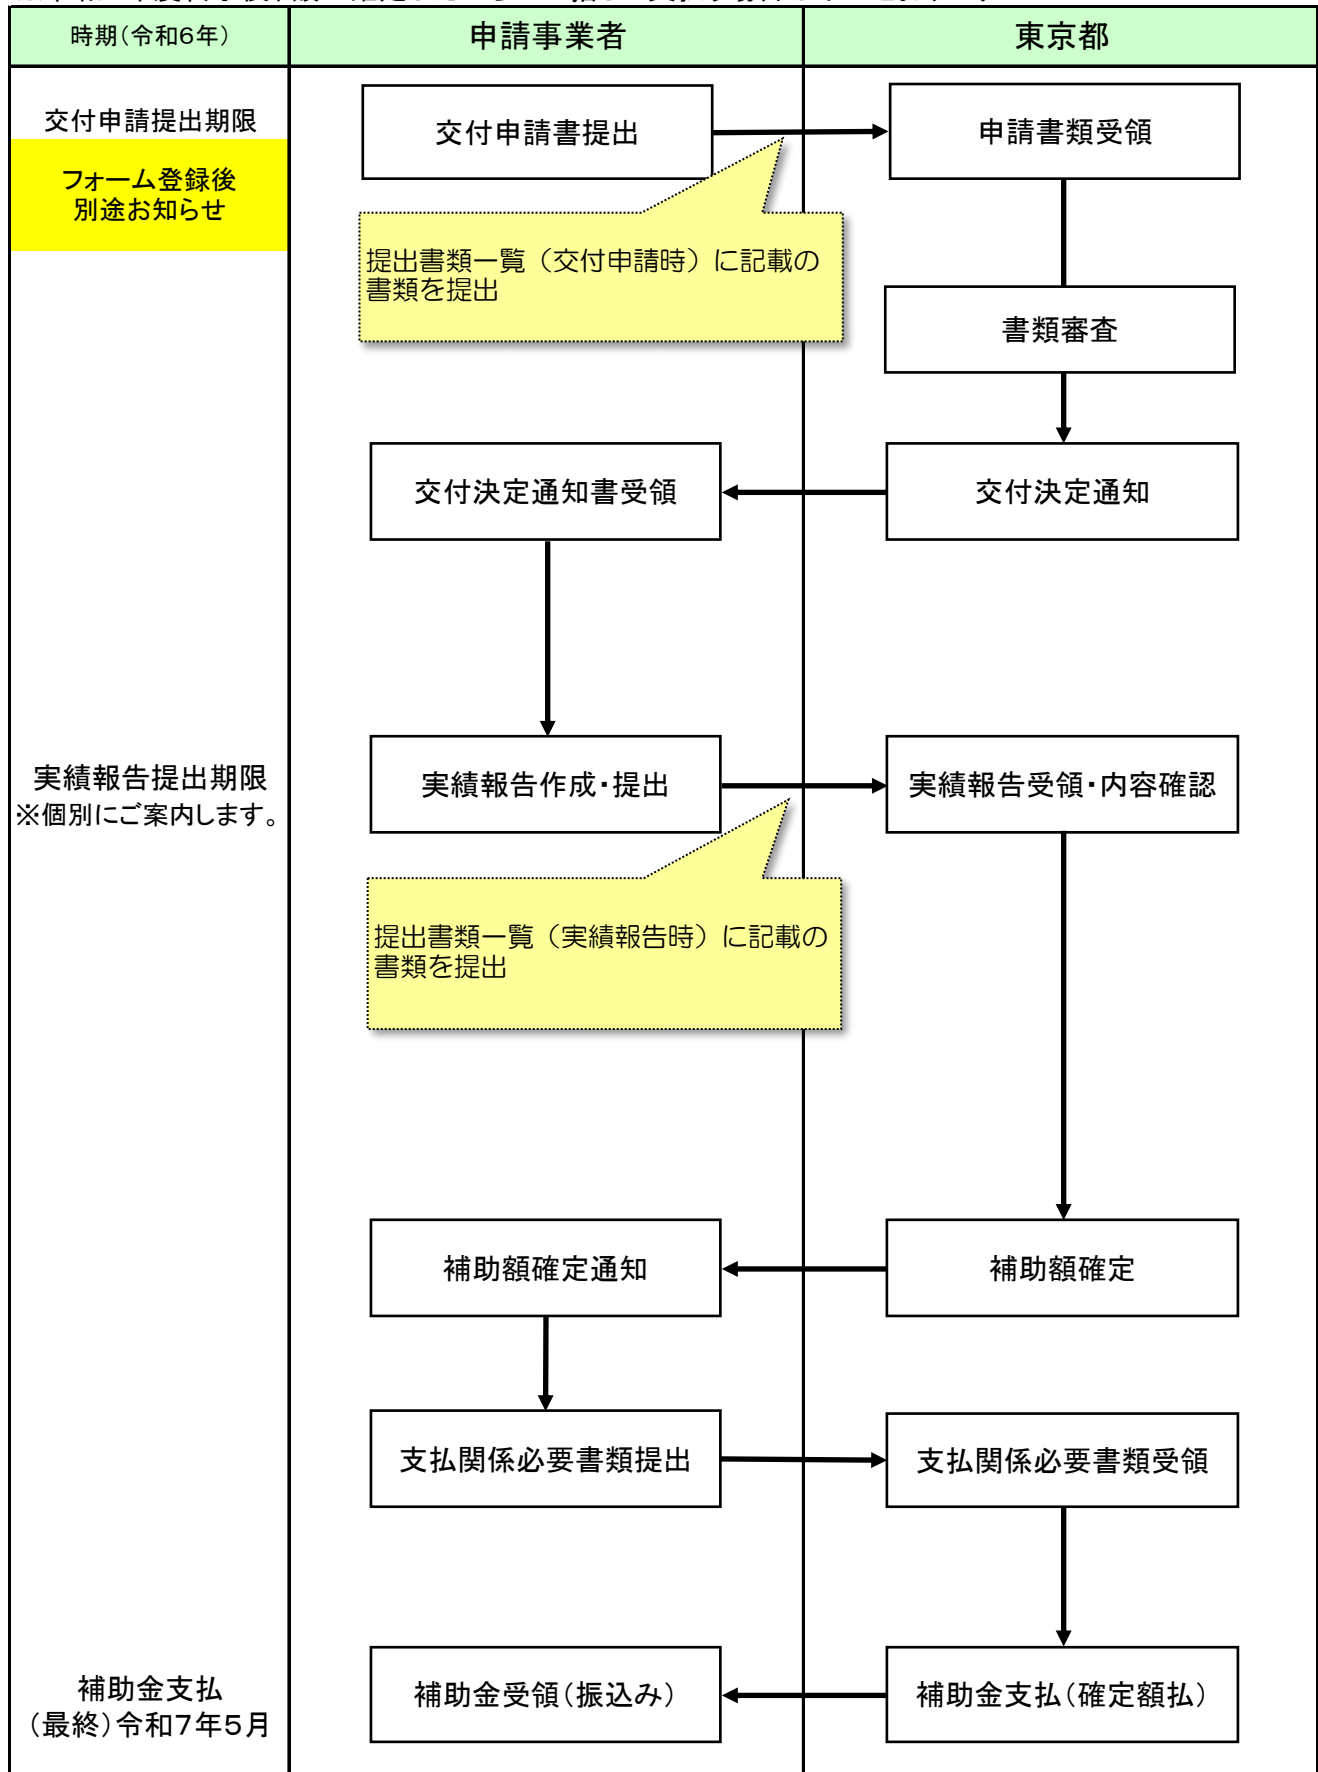 時期（令和６年）
申請事業者
東京都
交付申請提出期限
フォーム登録後
別途お知らせ
交付申請書提出
申請書類受領
提出書類一覧（交付申請時）に記載の
書類を提出
書類審査
交付決定通知書受領
交付決定通知
実績報告提出期限
※個別にご案内します。
実績報告作成・提出
実績報告受領・内容確認
提出書類一覧（実績報告時）に記載の
書類を提出
補助額確定通知
補助額確定
支払関係必要書類提出
支払関係必要書類受領
補助金支払
（最終）令和７年５月
補助金受領（振込み）
補助金支払（確定額払）